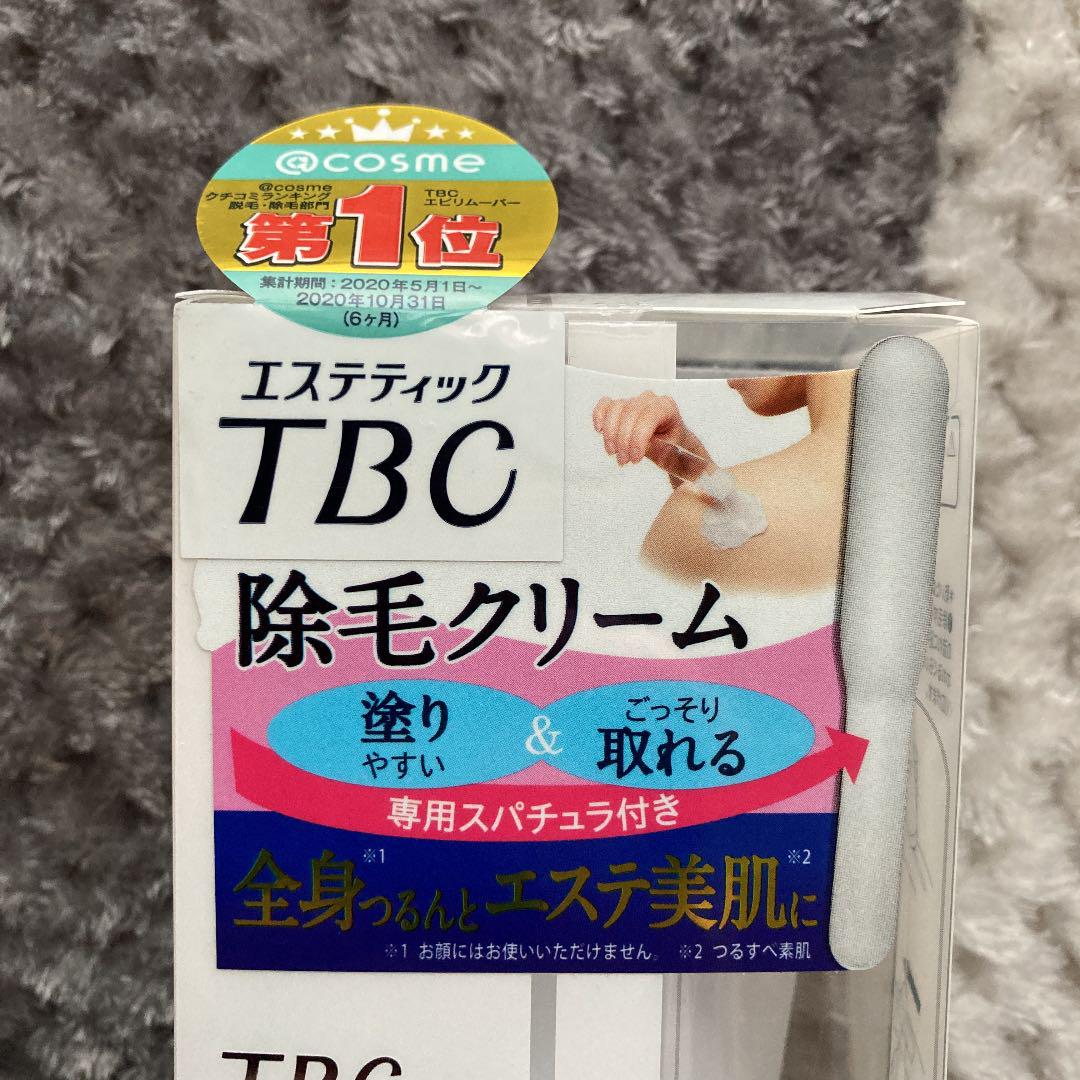 @cosme
@cosme
クチコミランキング
脱毛・除毛部門
TBC
エピリムーバー
第1位
集計期間：2020年5月1日〜
2020年10月31日
(6ヶ月)
エステティック
TBC
除毛クリーム
塗り
やすい
&
ごっそり
取れる
専用スパチュラ付き
全身※1つるんとエステ美肌※2に
※1 お顔にはお使いいただけません。 ※2 つるすべ素肌
TBC